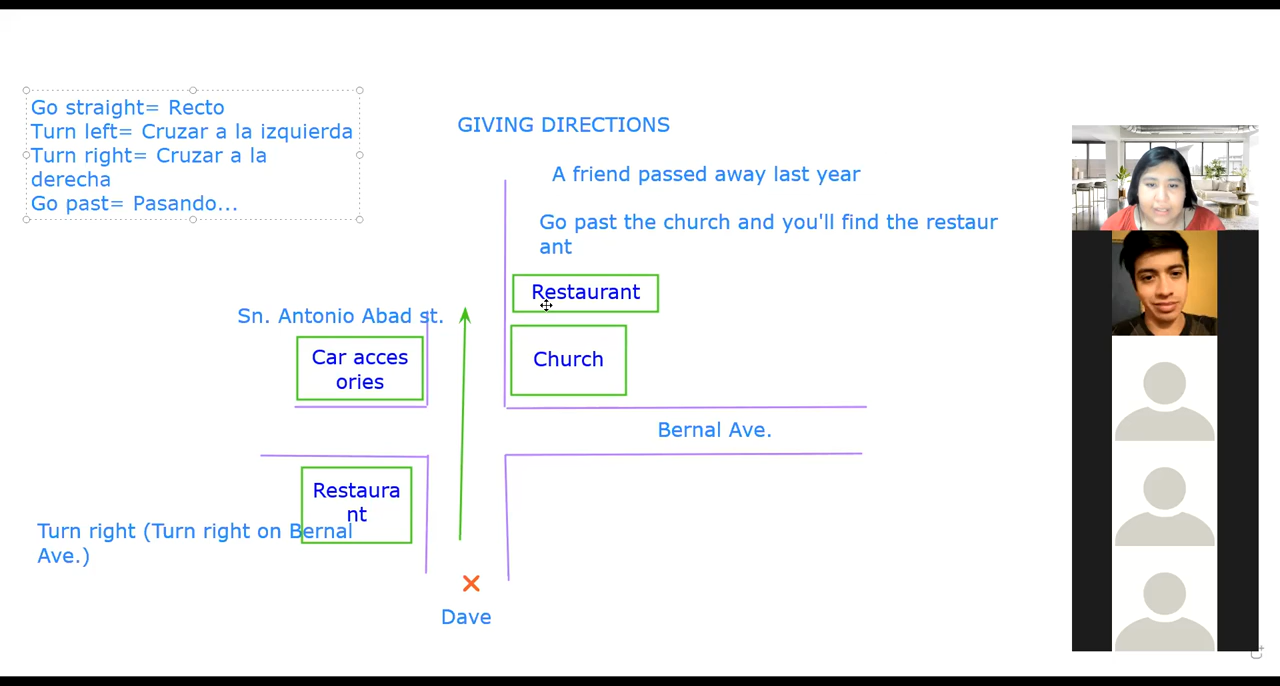 Go straight= Recto
Turn left= Cruzar a la izquierda
Turn right= Cruzar a la
derecha
Go past= Pasando...
GIVING DIRECTIONS
A friend passed away last year
Go past the church and you'll find the restaur
ant
Restaurant
Sn. Antonio Abad st.
Car acces
ories
Church
Bernal Ave.
Restaura
nt
Turn right (Turn right on Bernal
Ave.)
Dave